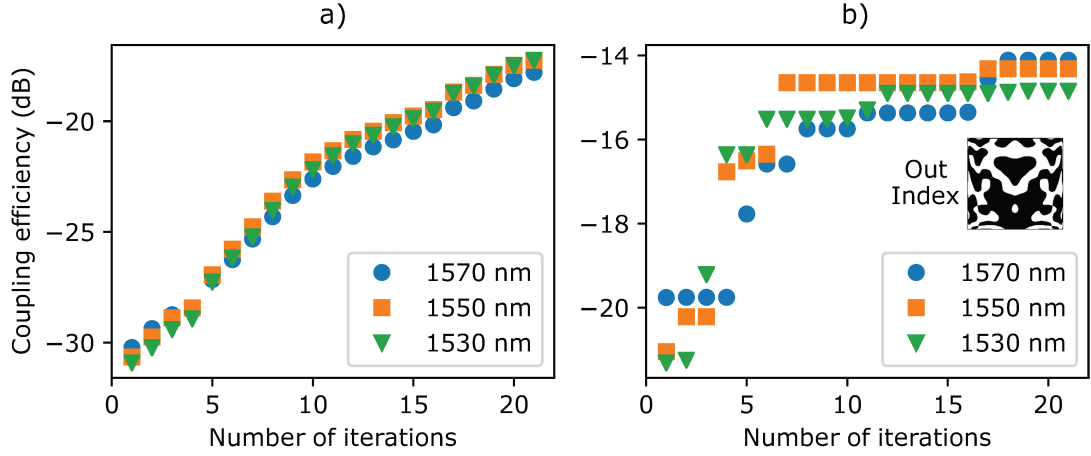 a)
Coupling efficiency (dB)
−20
−25
−30
0
5
10
15
20
Number of iterations
1570 nm
1550 nm
1530 nm
b)
−14
−16
−18
−20
0
5
10
15
20
Number of iterations
Out
Index
1570 nm
1550 nm
1530 nm